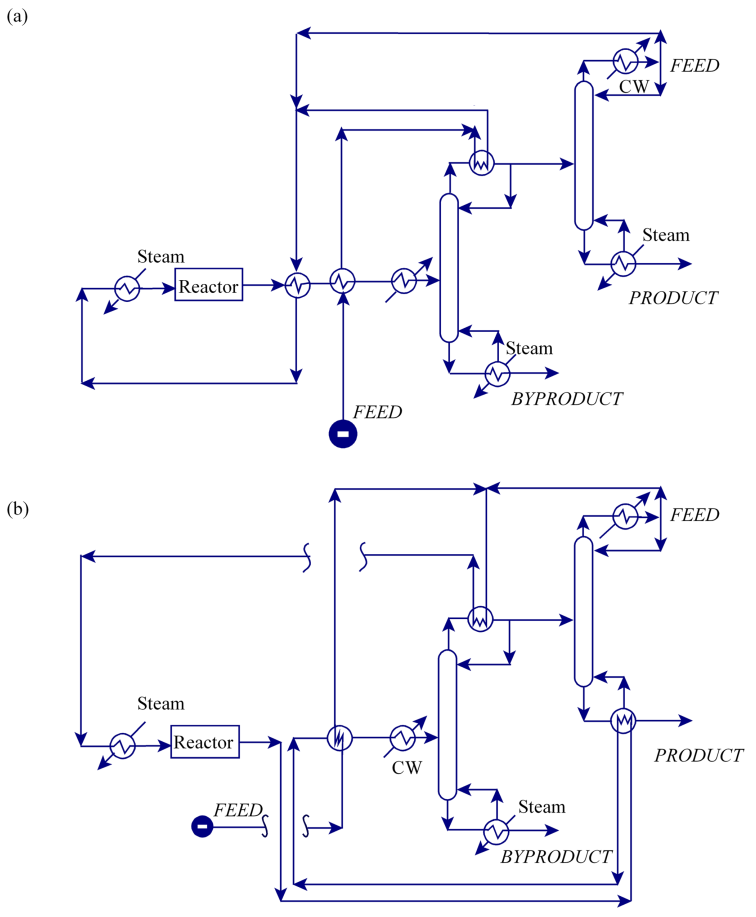 (a)
FEED
CW
Steam
Reactor
Steam
PRODUCT
Steam
BYPRODUCT
FEED
(b)
FEED
Steam
Reactor
CW
PRODUCT
FEED
Steam
BYPRODUCT